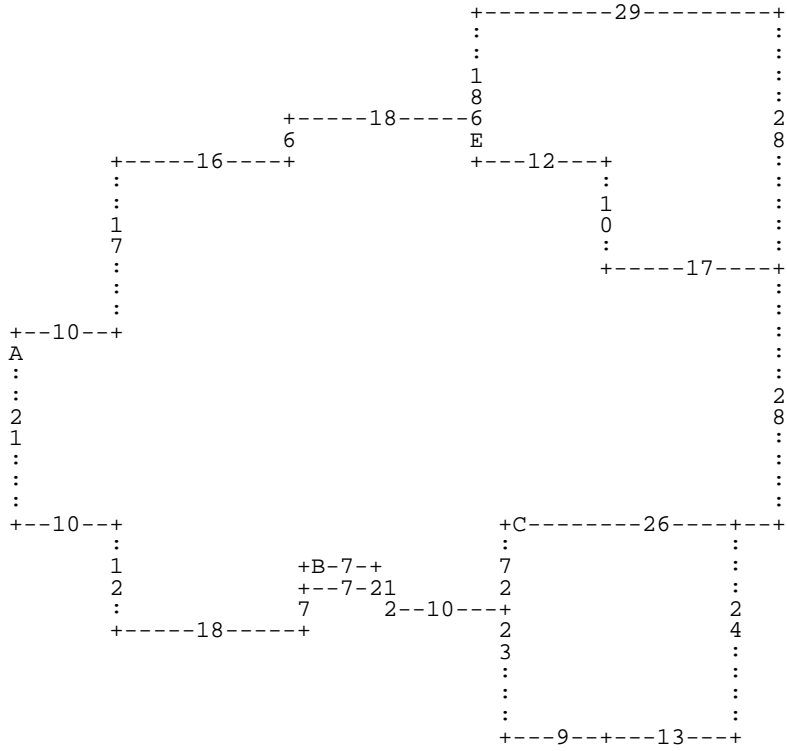 +---------29---------+
: :
: :
1 :
8 :
+-----18-----6 2
6 E 8
+-----16----+ +---12---+ :
: : :
: 1 :
1 0 :
7 : :
: +-----17----+
: :
: :
+--10--+ :
A :
: :
: 2
2 8
1 :
: :
: :
: :
+--10--+ +C--------26----+--+
: : :
1 +B-7-+ 7 :
2 +--7-21 2 :
: 7 2--10---+ 2
+-----18-----+ 2 4
3 :
: :
: :
: :
+---9--+---13---+